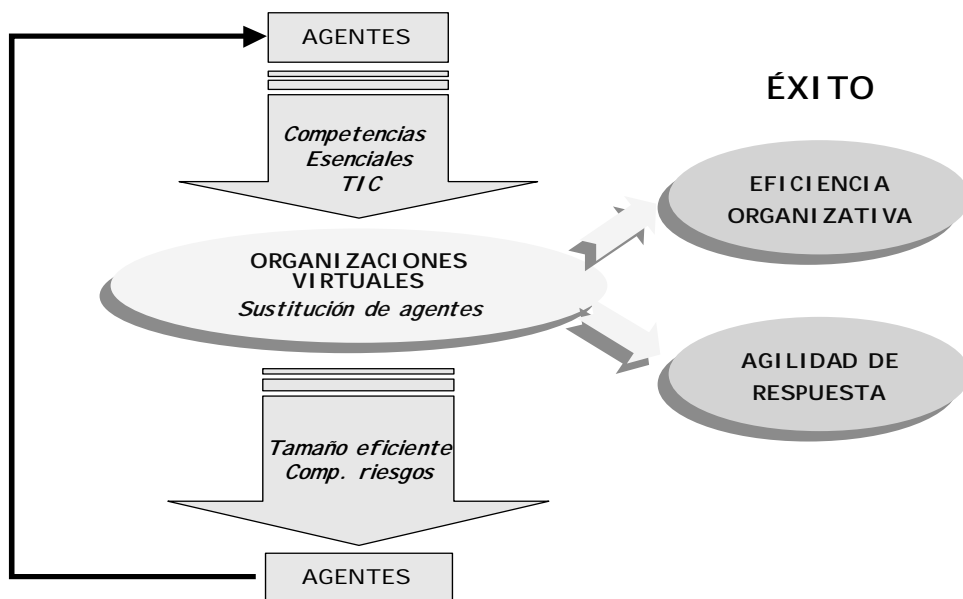 AGENTES
Competencias
Esenciales
TIC
ÉXITO
EFICIENCIA
ORGANIZATIVA
ORGANIZACIONES
VIRTUALES
Sustitución de agentes
AGILIDAD DE
RESPUESTA
Tamaño eficiente
Comp. riesgos
AGENTES